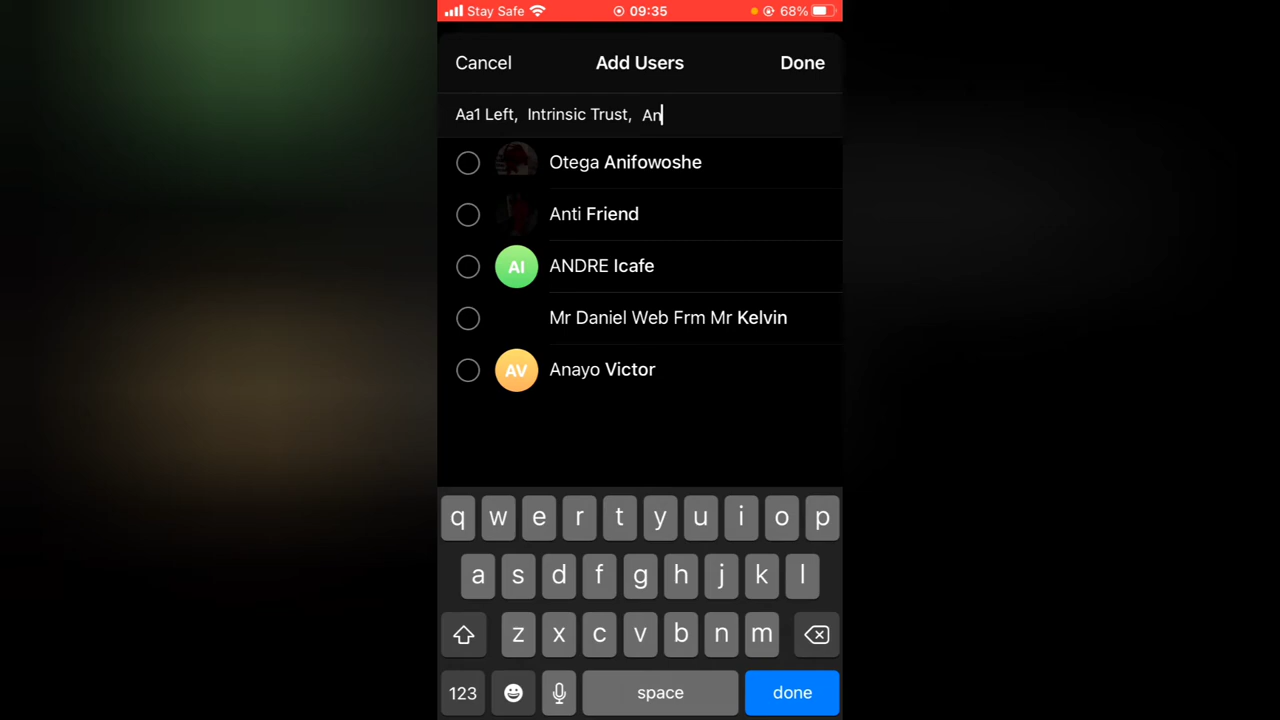 Stay Safe 09:35 68%
Cancel Add Users Done
Aa1 Left, Intrinsic Trust, An
Otega Anifowoshe
Anti Friend
AI ANDRE Icafe
Mr Daniel Web Frm Mr Kelvin
AV Anayo Victor
q w e r t y u i o p
a s d f g h j k l
z x c v b n m
123 space done